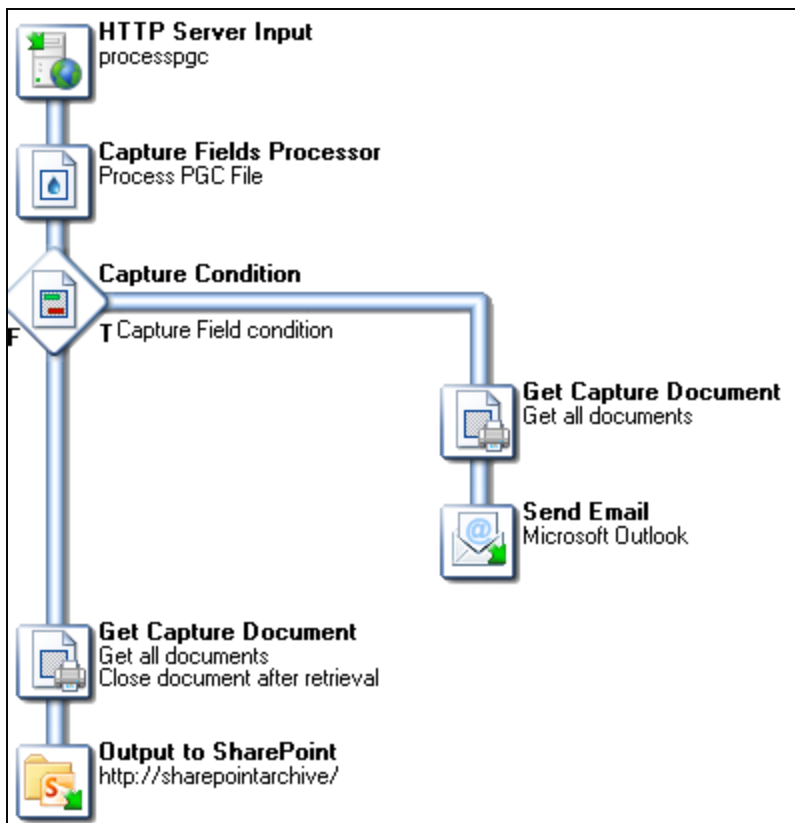 HTTP Server Input
processpgc
Capture Fields Processor
Process PGC File
Capture Condition
F
T Capture Field condition
Get Capture Document
Get all documents
@
Send Email
Microsoft Outlook
Get Capture Document
Get all documents
Close document after retrieval
S
Output to SharePoint
http://sharepointarchive/